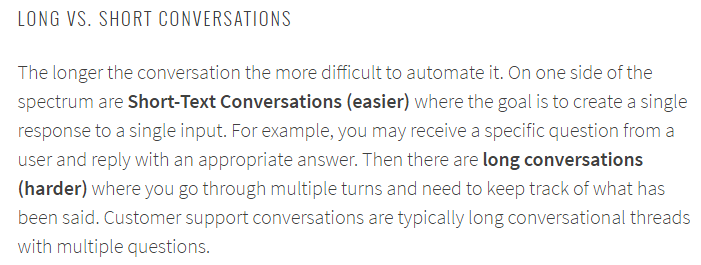 LONG VS. SHORT CONVERSATIONS
The longer the conversation the more difficult to automate it. On one side of the
spectrum are Short-Text Conversations (easier) where the goal is to create a single
response to a single input. For example, you may receive a specific question from a
user and reply with an appropriate answer. Then there are long conversations
(harder) where you go through multiple turns and need to keep track of what has
been said. Customer support conversations are typically long conversational threads
with multiple questions.